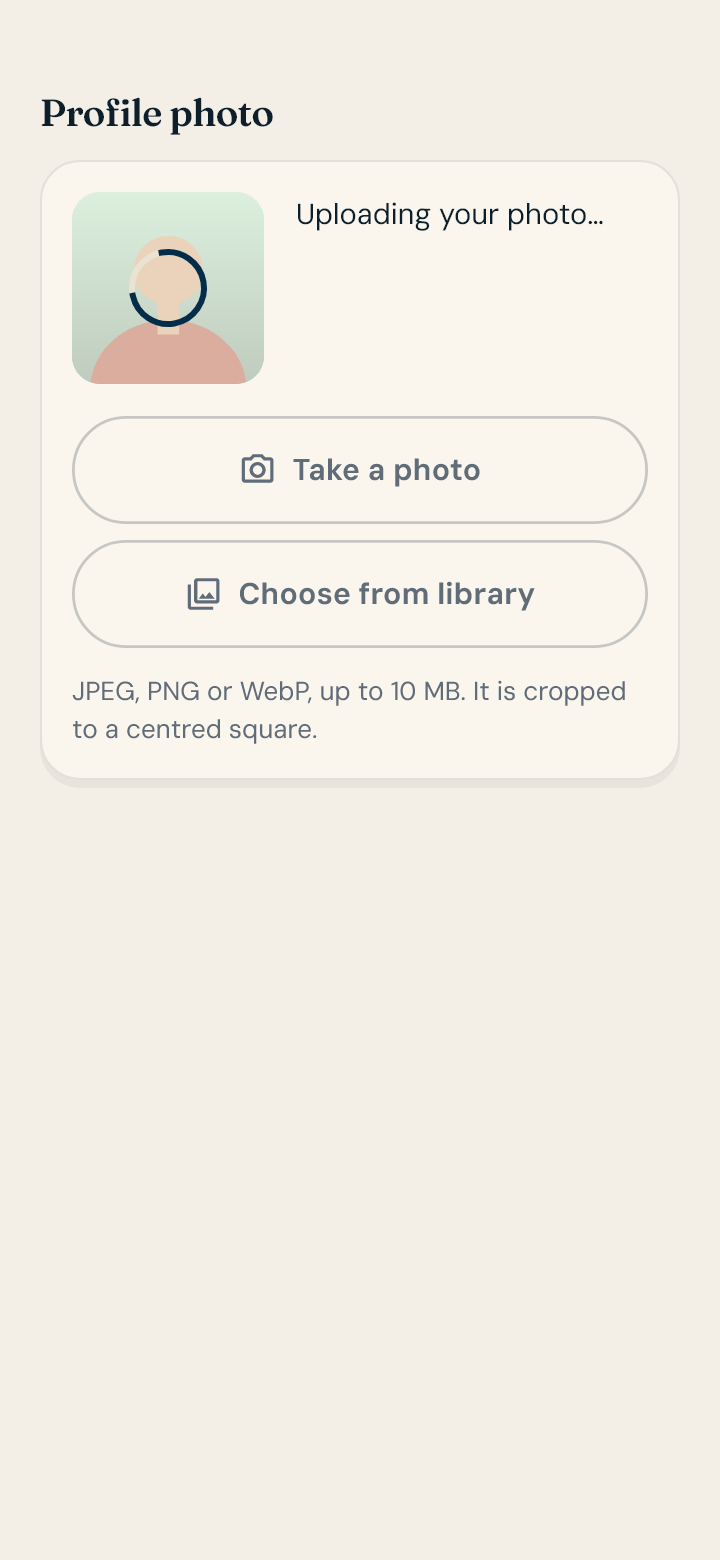 Profile photo
Uploading your photo…
Take a photo
Choose from library
JPEG, PNG or WebP, up to 10 MB. It is cropped
to a centred square.